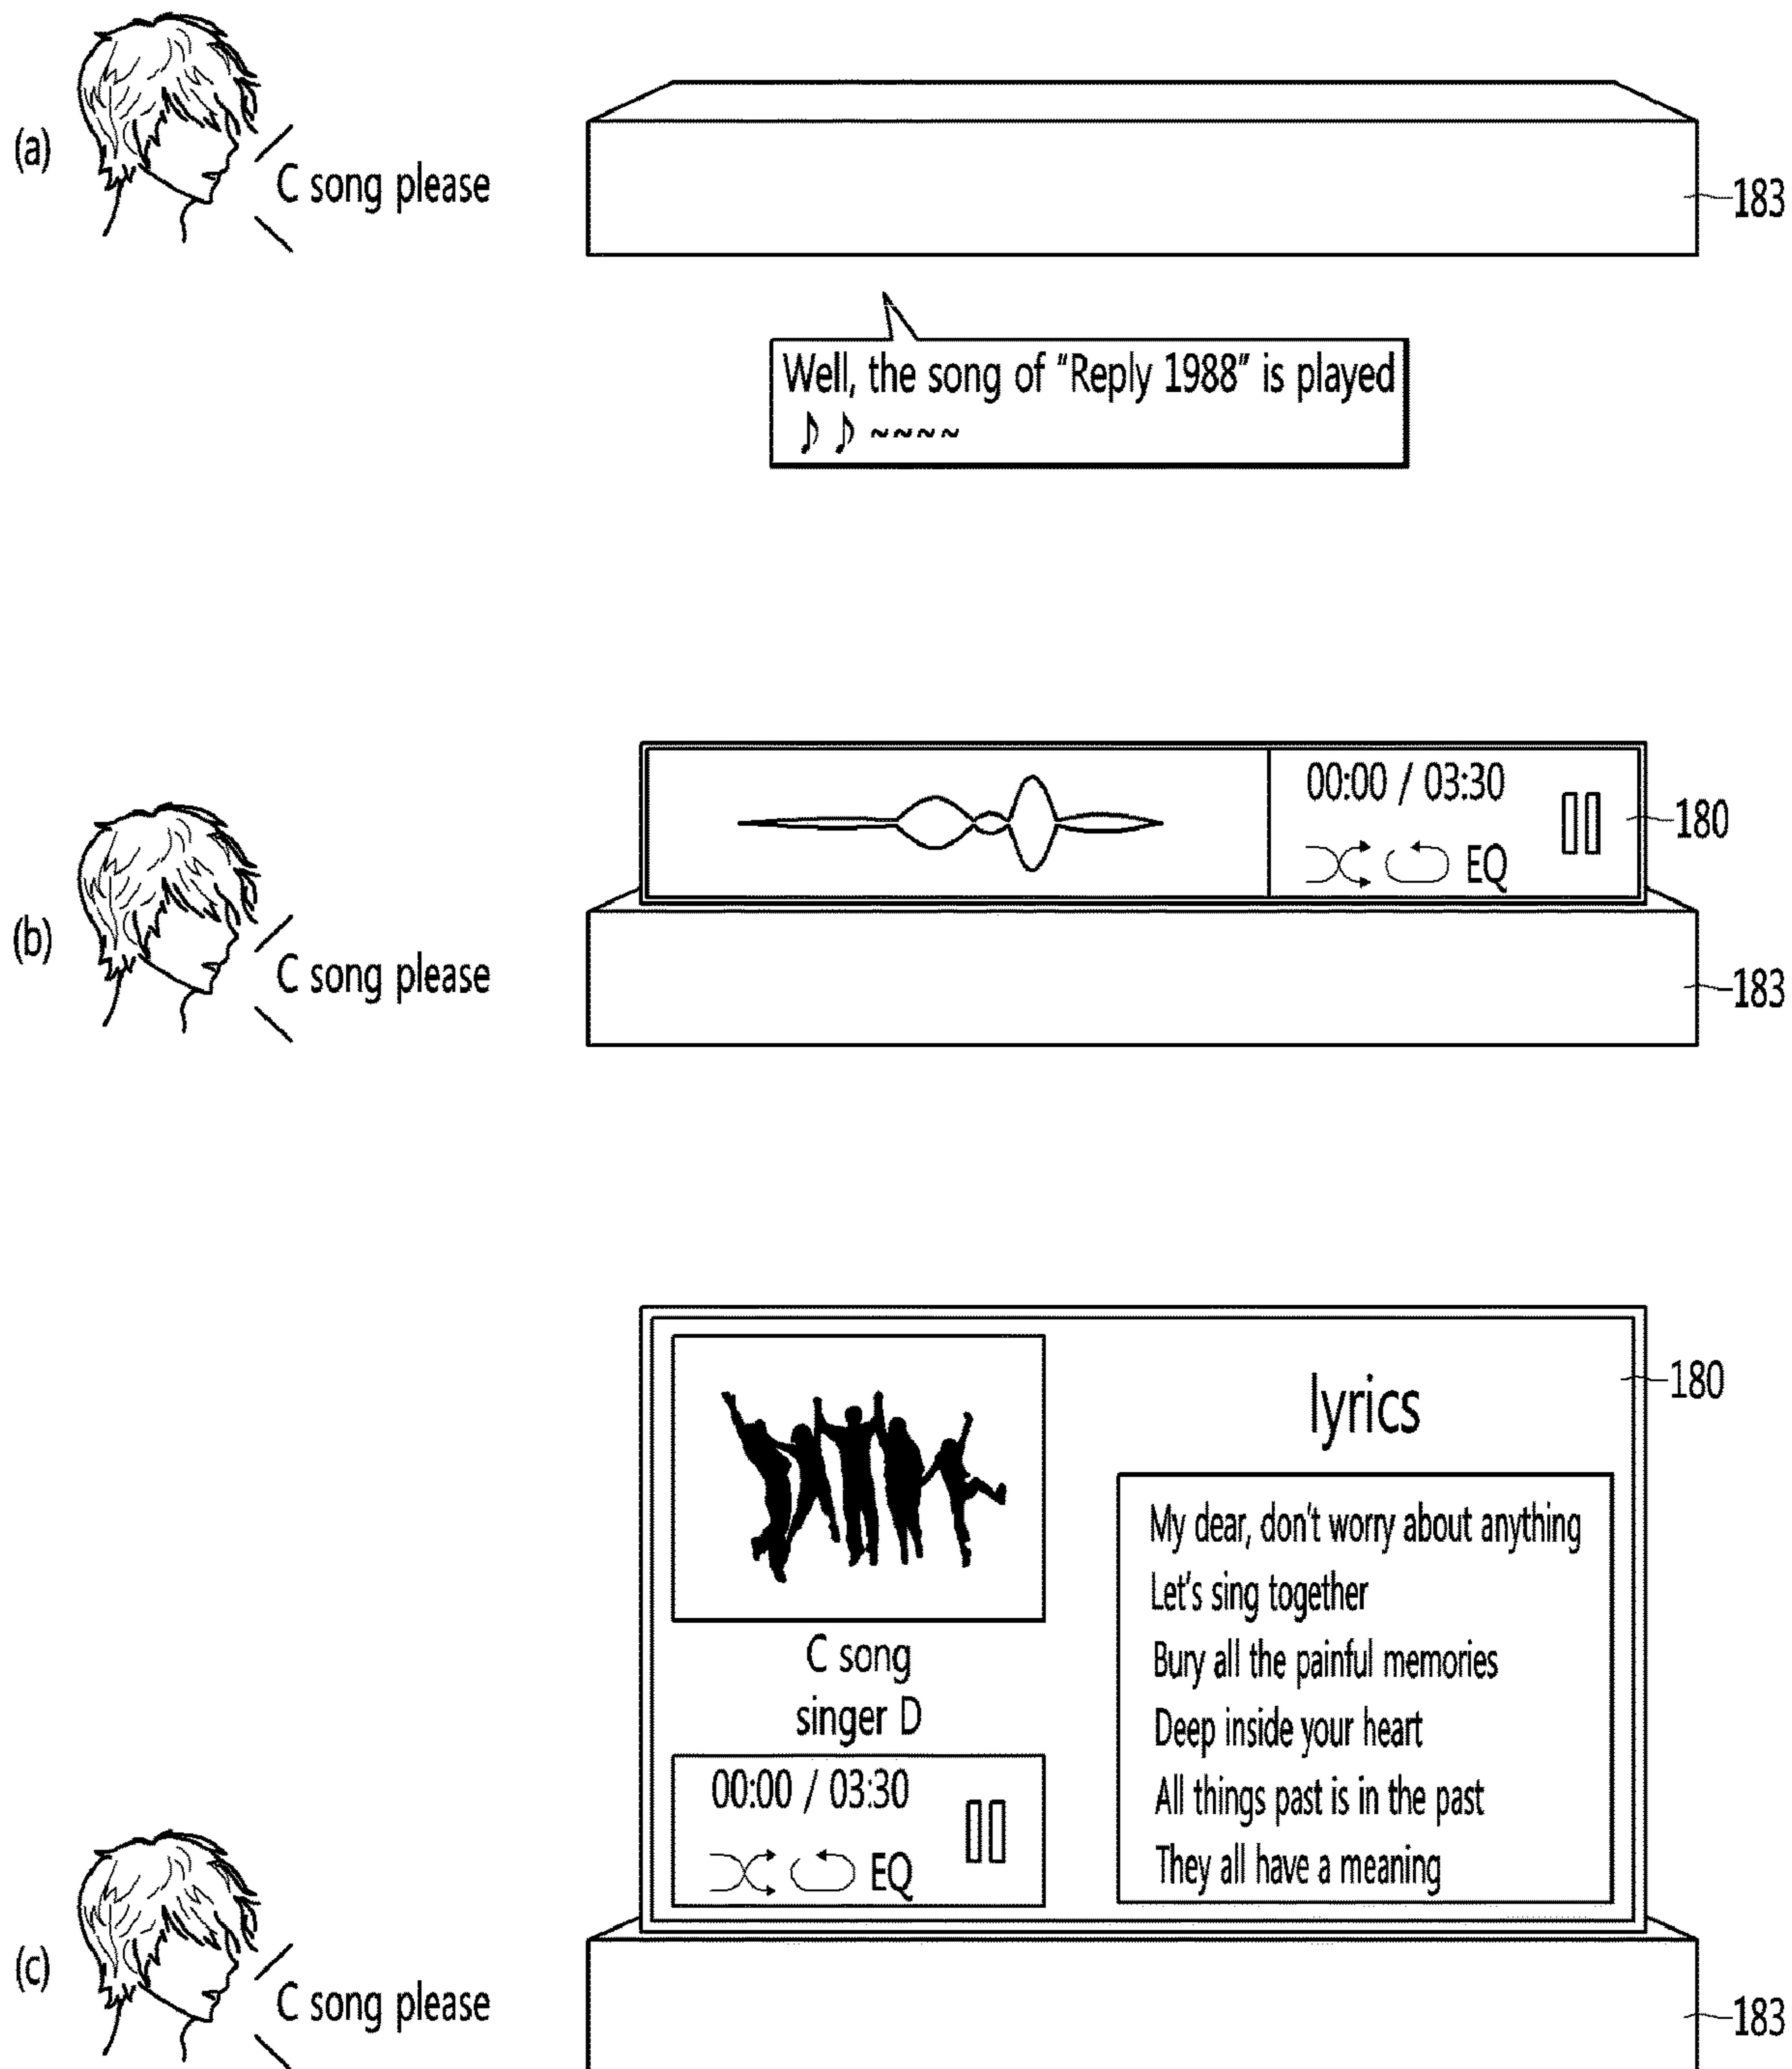 (a)
C song please
183
Well, the song of "Reply 1988" is played
♪ ♪ ~~~~
(b)
C song please
00:00 / 03:30
EQ
180
183
(c)
C song please
C song
singer D
00:00 / 03:30
EQ
lyrics
My dear, don't worry about anything
Let's sing together
Bury all the painful memories
Deep inside your heart
All things past is in the past
They all have a meaning
180
183